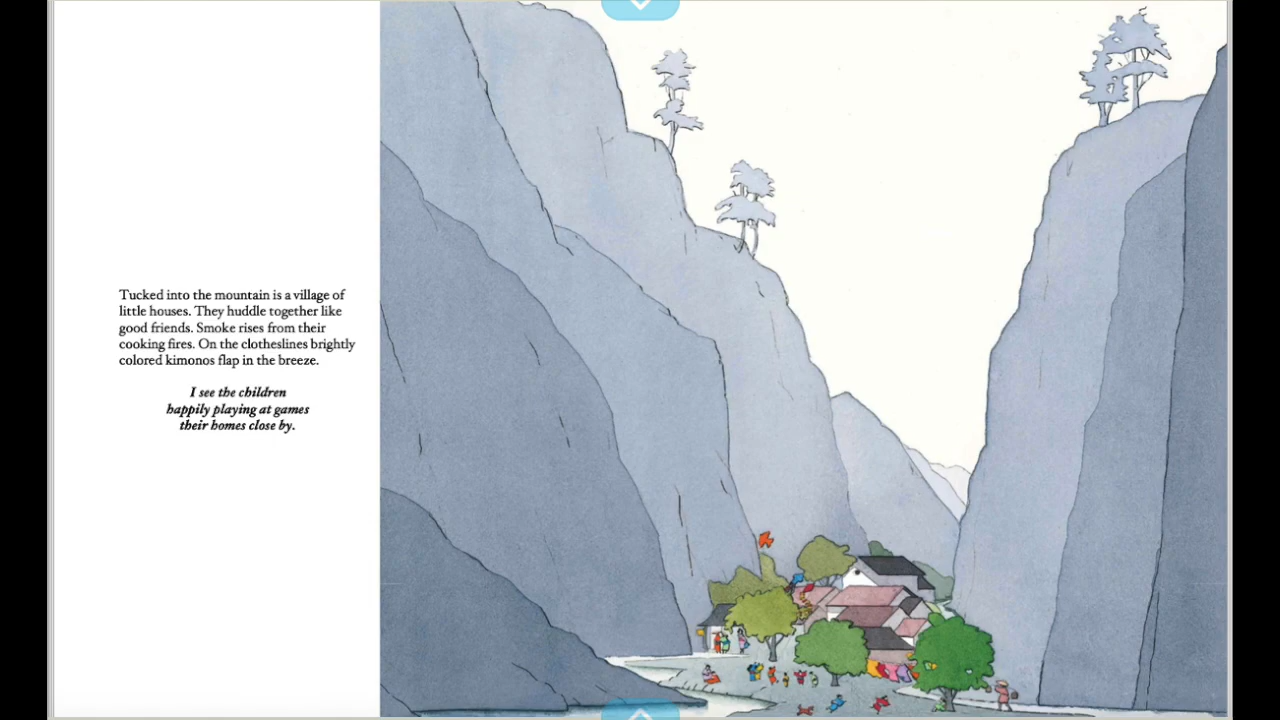 Tucked into the mountain is a village of
little houses. They huddle together like
good friends. Smoke rises from their
cooking fires. On the clotheslines brightly
colored kimonos flap in the breeze.
I see the children
happily playing at games
their homes close by.